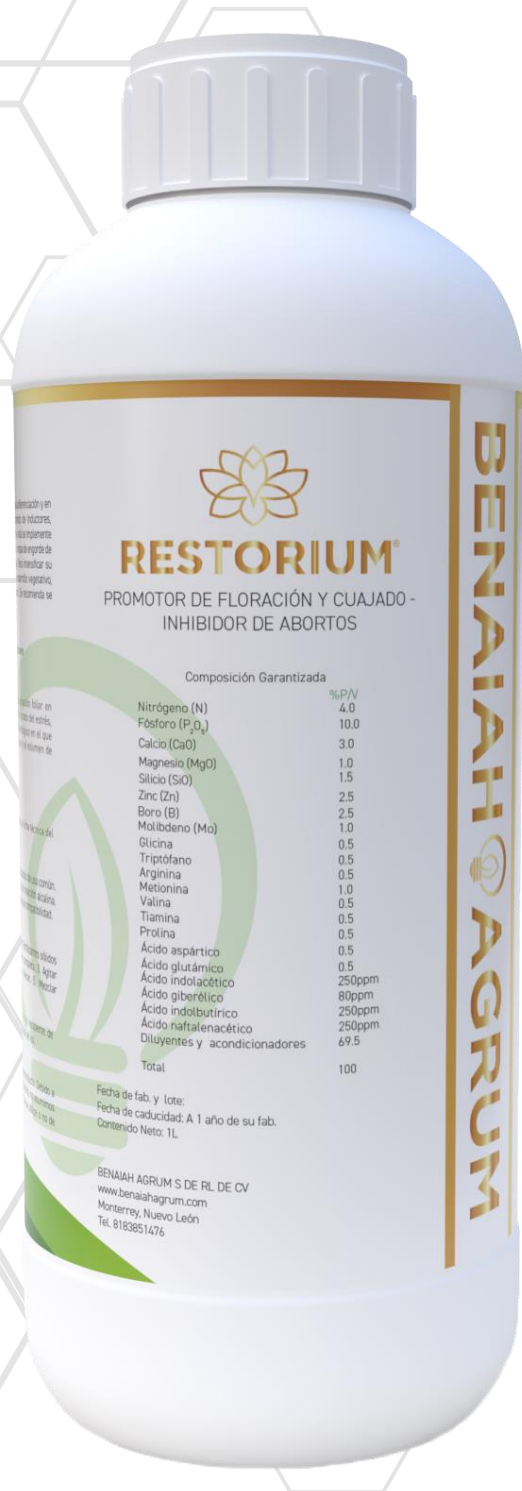 RESTORIUM®
PROMOTOR DE FLORACIÓN Y CUAJADO -
INHIBIDOR DE ABORTOS
Composición Garantizada
%P/V
Nitrógeno (N) 4.0
Fósforo (P₂O₅) 10.0
Calcio (CaO) 3.0
Magnesio (MgO) 1.0
Silicio (SiO) 1.5
Zinc (Zn) 2.5
Boro (B) 2.5
Molibdeno (Mo) 1.0
Glicina 0.5
Triptófano 0.5
Arginina 0.5
Metionina 1.0
Valina 0.5
Tiamina 0.5
Prolina 0.5
Ácido aspártico 0.5
Ácido glutámico 0.5
Ácido indolacético 250ppm
Ácido giberélico 80ppm
Ácido indolbutírico 250ppm
Ácido naftalenacético 250ppm
Diluyentes y acondicionadores 69.5
Total 100
Fecha de fab. y lote:
Fecha de caducidad: A 1 año de su fab.
Contenido Neto: 1L
BENAIAH AGRUM S DE RL DE CV
www.benaiahagrum.com
Monterrey, Nuevo León
Tel. 8183851476
BENAIAH AGRUM